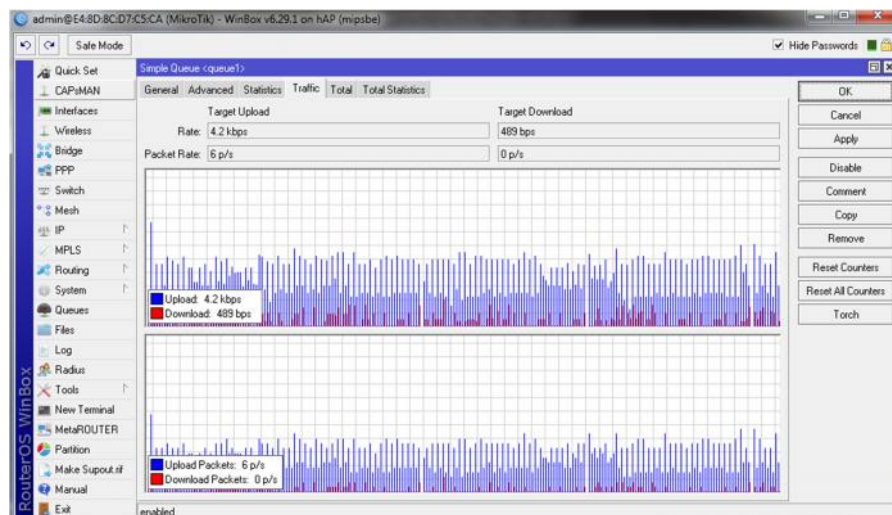 admin@E4:8D:8C:D7:C5:CA (MikroTik) - WinBox v6.29.1 on hAP (mipsbe)
Safe Mode
Hide Passwords
Quick Set
CAPsMAN
Interfaces
Wireless
Bridge
PPP
Switch
Mesh
IP
MPLS
Routing
System
Queues
Files
Log
Radius
Tools
New Terminal
MetaROUTER
Partition
Make Supout.rif
Manual
Exit
RouterOS WinBox
Simple Queue <queue1>
General Advanced Statistics Traffic Total Total Statistics
Target Upload Target Download
Rate: 4.2 kbps 489 bps
Packet Rate: 6 p/s 0 p/s
Upload: 4.2 kbps
Download: 489 bps
Upload Packets: 6 p/s
Download Packets: 0 p/s
enabled
OK
Cancel
Apply
Disable
Comment
Copy
Remove
Reset Counters
Reset All Counters
Torch